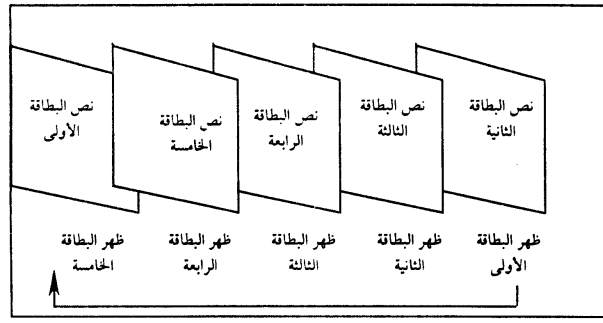 نص البطاقة
الثانية
نص البطاقة
الثالثة
نص البطاقة
الرابعة
نص البطاقة
الخامسة
نص البطاقة
الأولى
ظهر البطاقة
الأولى
ظهر البطاقة
الثانية
ظهر البطاقة
الثالثة
ظهر البطاقة
الرابعة
ظهر البطاقة
الخامسة